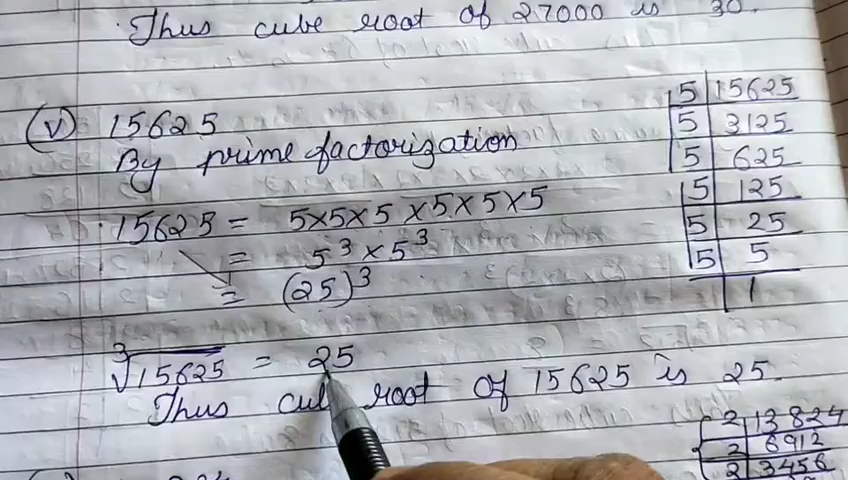 Thus cube root of 27000 is 30.
(v) 15625
By prime factorization
15625 = 5×5×5×5×5×5
= 5³ × 5³
= (25)³
∛15625 = 25
Thus cube root of 15625 is 25.
5 | 15625
5 | 3125
5 | 625
5 | 125
5 | 25
5 | 5
| 1
2 | 13824
2 | 6912
2 | 3456